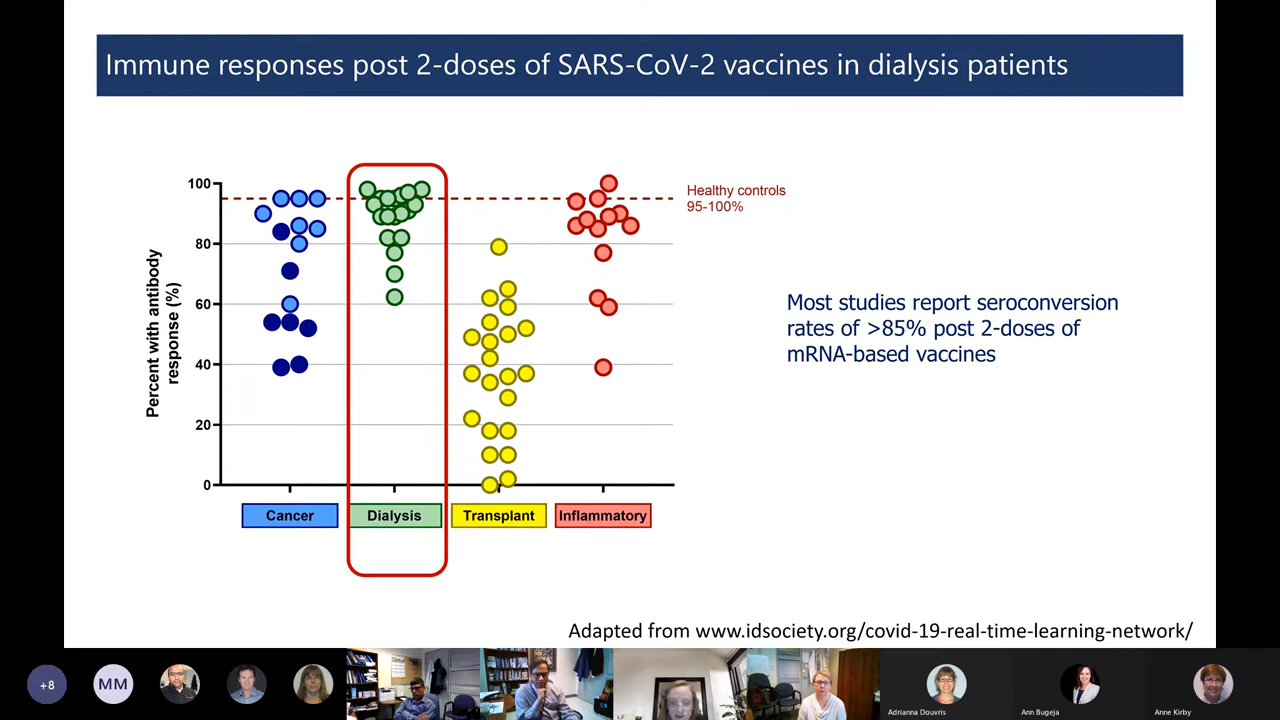 Immune responses post 2-doses of SARS-CoV-2 vaccines in dialysis patients
Percent with antibody
response (%)
100
80
60
40
20
0
Healthy controls
95-100%
Cancer
Dialysis
Transplant
Inflammatory
Most studies report seroconversion
rates of >85% post 2-doses of
mRNA-based vaccines
Adapted from www.idsociety.org/covid-19-real-time-learning-network/
+8
MM
Adrianna Douvris
Ann Bugeja
Anne Kirby